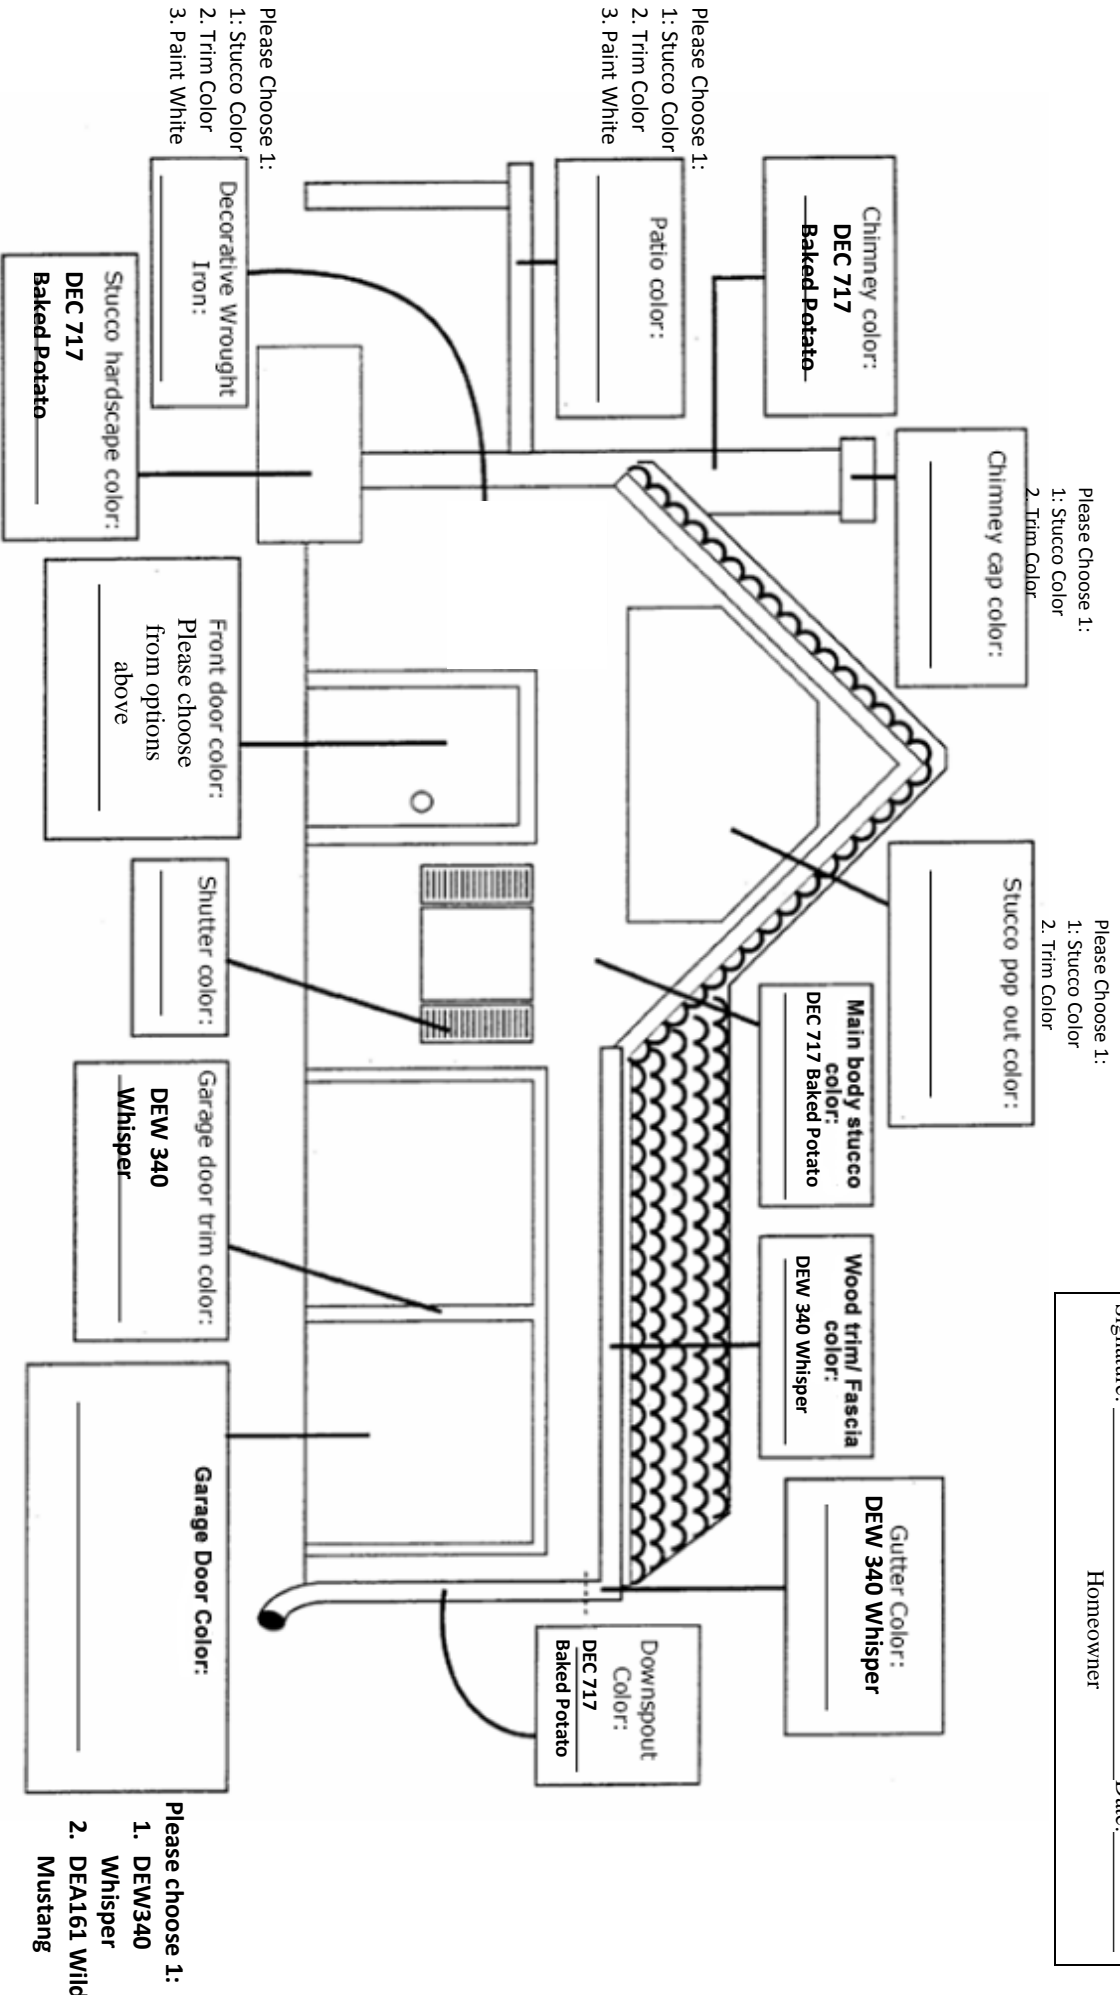 Signature: Date:
Homeowner
Please Choose 1:
1: Stucco Color
2. Trim Color
Please Choose 1:
1: Stucco Color
2. Trim Color
Chimney cap color:
Stucco pop out color:
Chimney color:
DEC 717
Baked Potato
Main body stucco
color:
DEC 717 Baked Potato
Wood trim/ Fascia
color:
DEW 340 Whisper
Gutter Color:
DEW 340 Whisper
Please Choose 1:
1: Stucco Color
2. Trim Color
3. Paint White
Patio color:
Downspout
Color:
DEC 717
Baked Potato
Please Choose 1:
1: Stucco Color
2. Trim Color
3. Paint White
Decorative Wrought
Iron:
Stucco hardscape color:
DEC 717
Baked Potato
Front door color:
Please choose
from options
above
Shutter color:
Garage door trim color:
DEW 340
Whisper
Garage Door Color:
Please choose 1:
1. DEW340
Whisper
2. DEA161 Wild
Mustang